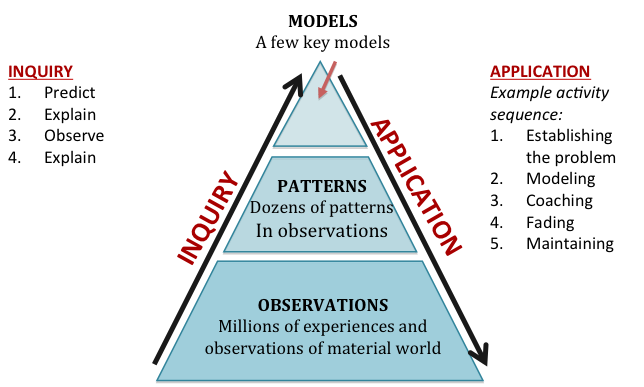 MODELS
A few key models
INQUIRY
1. Predict
2. Explain
3. Observe
4. Explain
APPLICATION
Example activity
sequence:
1. Establishing
the problem
2. Modeling
3. Coaching
4. Fading
5. Maintaining
INQUIRY
APPLICATION
PATTERNS
Dozens of patterns
In observations
OBSERVATIONS
Millions of experiences and
observations of material world